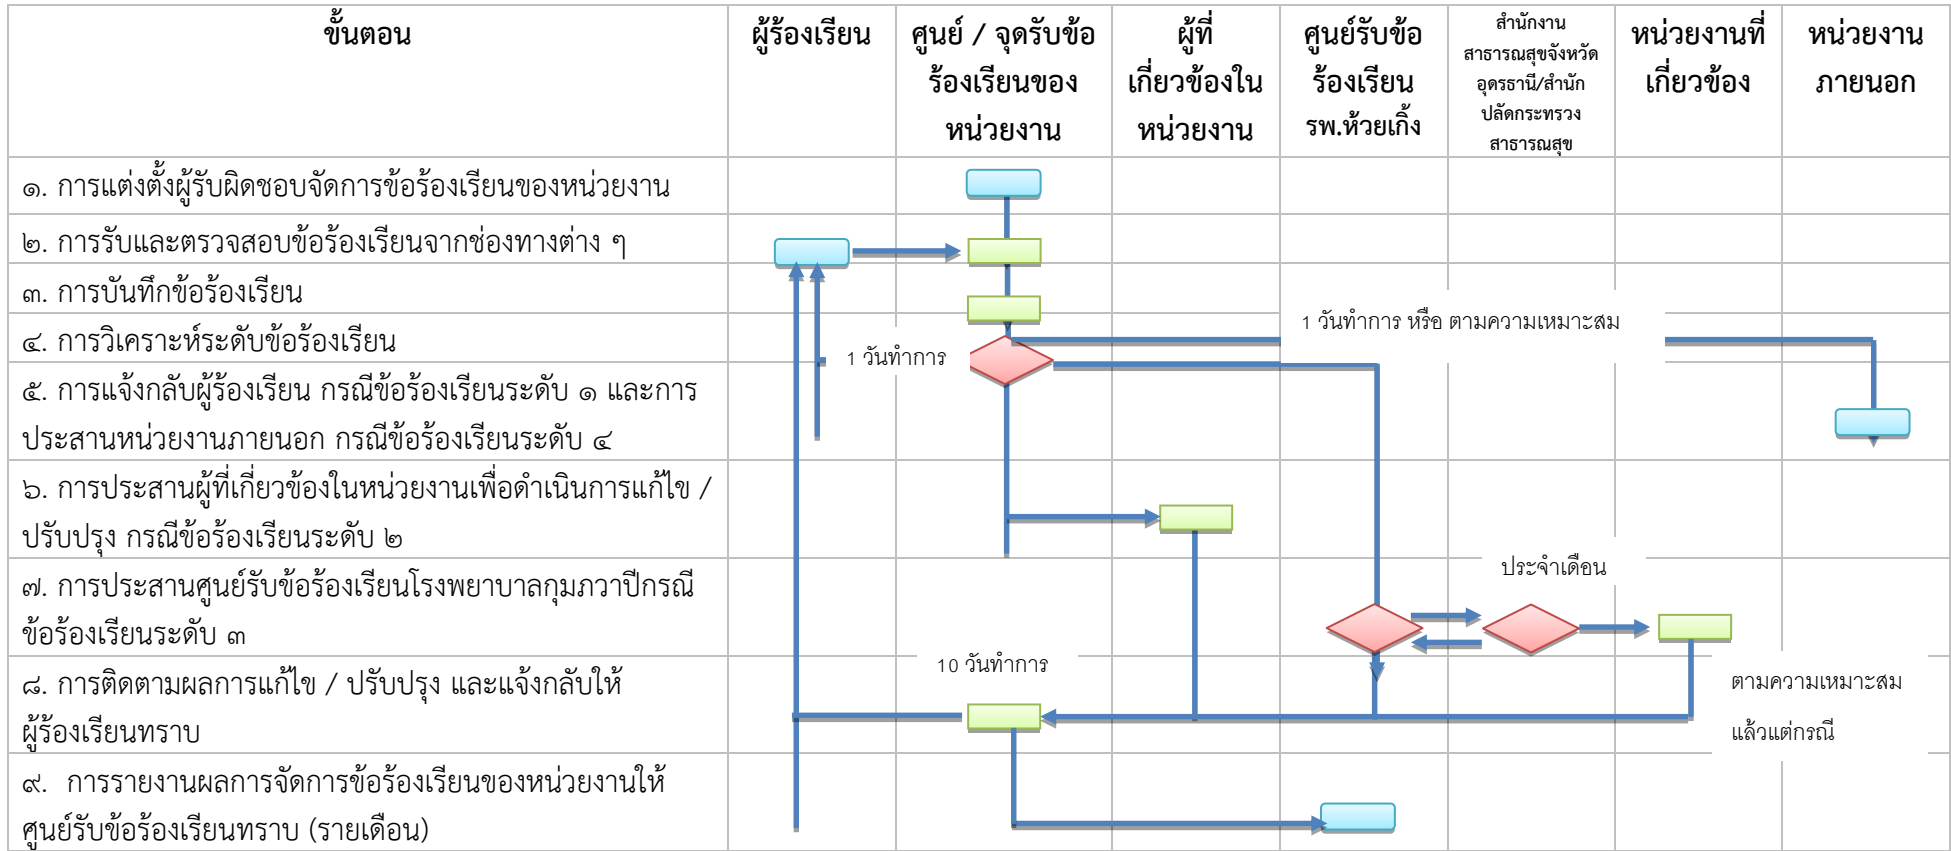 ขั้นตอน
ผู้ร้องเรียน
ศูนย์ / จุดรับข้อ
ร้องเรียนของ
หน่วยงาน
ผู้ที่
เกี่ยวข้องใน
หน่วยงาน
ศูนย์รับข้อ
ร้องเรียน
รพ.ห้วยเกิ้ง
สำนักงาน
สาธารณสุขจังหวัด
อุดรธานี/สำนัก
ปลัดกระทรวง
สาธารณสุข
หน่วยงานที่
เกี่ยวข้อง
หน่วยงาน
ภายนอก
๑. การแต่งตั้งผู้รับผิดชอบจัดการข้อร้องเรียนของหน่วยงาน
๒. การรับและตรวจสอบข้อร้องเรียนจากช่องทางต่าง ๆ
๓. การบันทึกข้อร้องเรียน
1 วันทำการ หรือ ตามความเหมาะสม
๔. การวิเคราะห์ระดับข้อร้องเรียน
1 วันทำการ
๕. การแจ้งกลับผู้ร้องเรียน กรณีข้อร้องเรียนระดับ ๑ และการ
ประสานหน่วยงานภายนอก กรณีข้อร้องเรียนระดับ ๔
๖. การประสานผู้ที่เกี่ยวข้องในหน่วยงานเพื่อดำเนินการแก้ไข /
ปรับปรุง กรณีข้อร้องเรียนระดับ ๒
ประจำเดือน
๗. การประสานศูนย์รับข้อร้องเรียนโรงพยาบาลกุมภวาปีกรณี
ข้อร้องเรียนระดับ ๓
10 วันทำการ
๘. การติดตามผลการแก้ไข / ปรับปรุง และแจ้งกลับให้
ผู้ร้องเรียนทราบ
ตามความเหมาะสม
แล้วแต่กรณี
๙. การรายงานผลการจัดการข้อร้องเรียนของหน่วยงานให้
ศูนย์รับข้อร้องเรียนทราบ (รายเดือน)